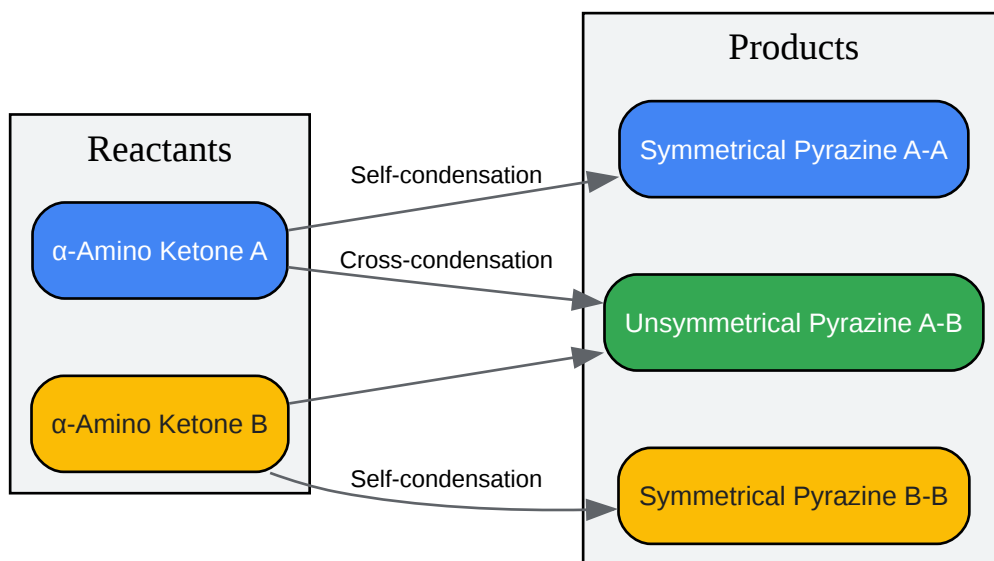 Reactants
α-Amino Ketone A
α-Amino Ketone B
Self-condensation
Cross-condensation
Self-condensation
Products
Symmetrical Pyrazine A-A
Unsymmetrical Pyrazine A-B
Symmetrical Pyrazine B-B